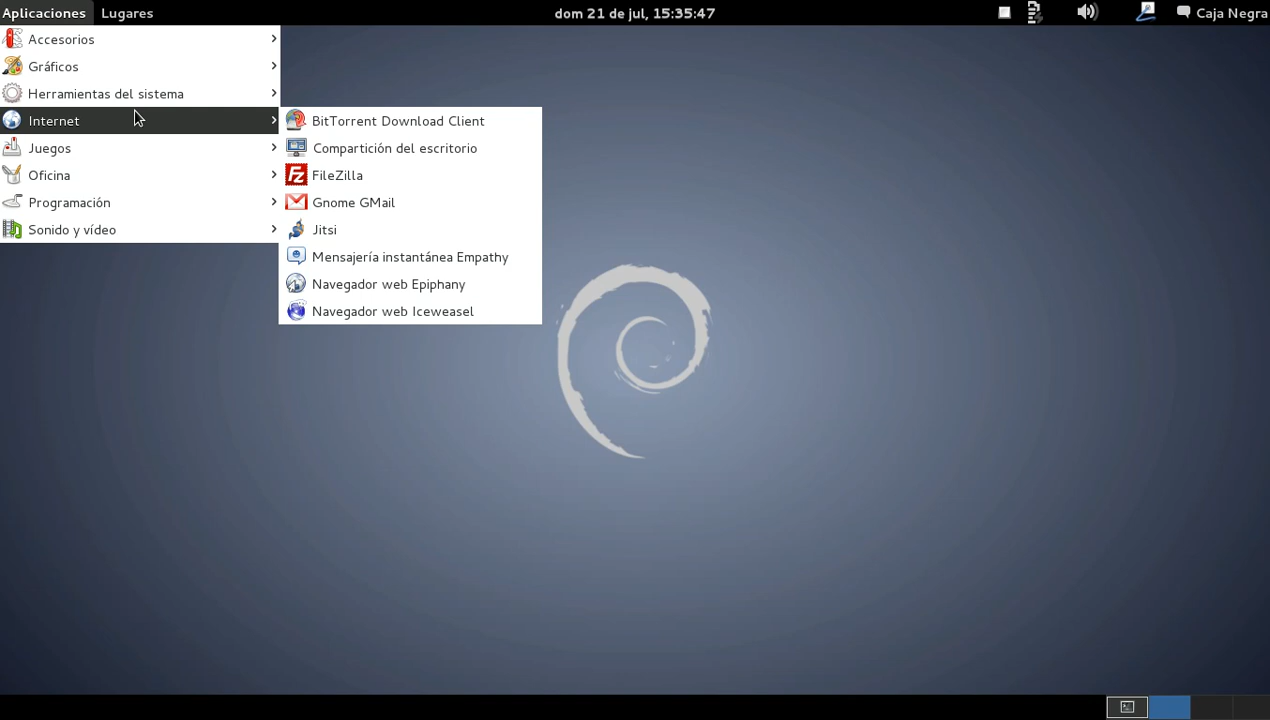 Aplicaciones Lugares dom 21 de jul, 15:35:47 Caja Negra
Accesorios
Gráficos
Herramientas del sistema
Internet
Juegos
Oficina
Programación
Sonido y vídeo
BitTorrent Download Client
Compartición del escritorio
FileZilla
Gnome GMail
Jitsi
Mensajería instantánea Empathy
Navegador web Epiphany
Navegador web Iceweasel